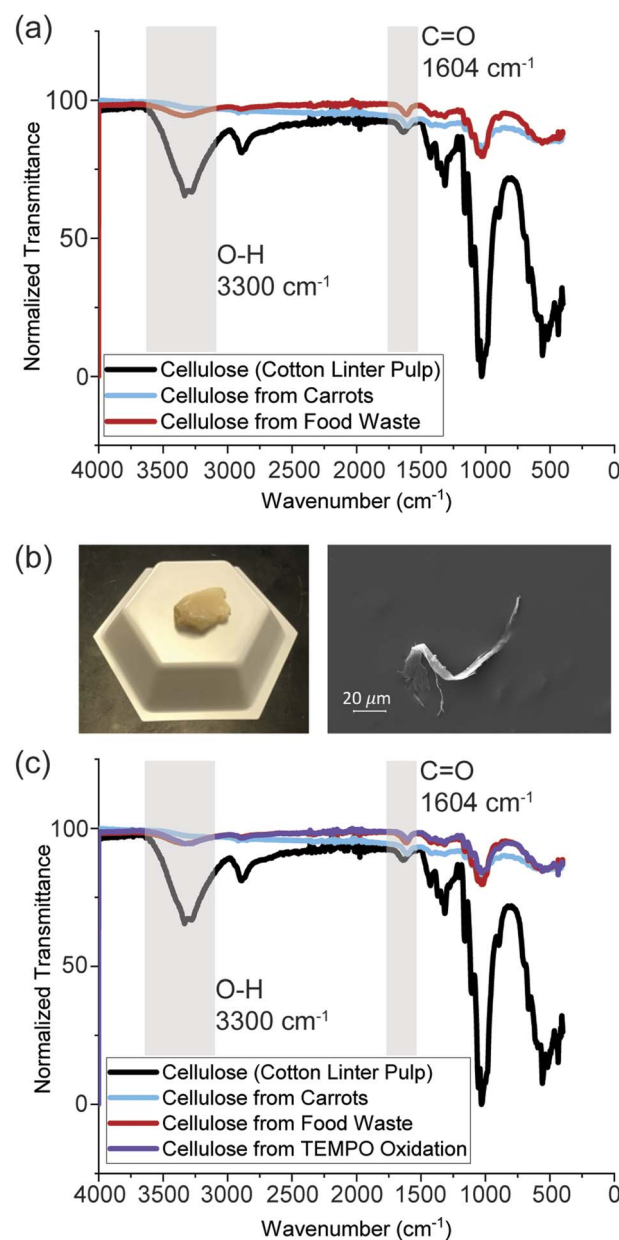 (a)
C=O
1604 cm⁻¹
100
50
0
Normalized Transmittance
O-H
3300 cm⁻¹
Cellulose (Cotton Linter Pulp)
Cellulose from Carrots
Cellulose from Food Waste
4000 3500 3000 2500 2000 1500 1000 500 0
Wavenumber (cm⁻¹)
(b)
20 μm
(c)
C=O
1604 cm⁻¹
100
50
0
Normalized Transmittance
O-H
3300 cm⁻¹
Cellulose (Cotton Linter Pulp)
Cellulose from Carrots
Cellulose from Food Waste
Cellulose from TEMPO Oxidation
4000 3500 3000 2500 2000 1500 1000 500 0
Wavenumber (cm⁻¹)